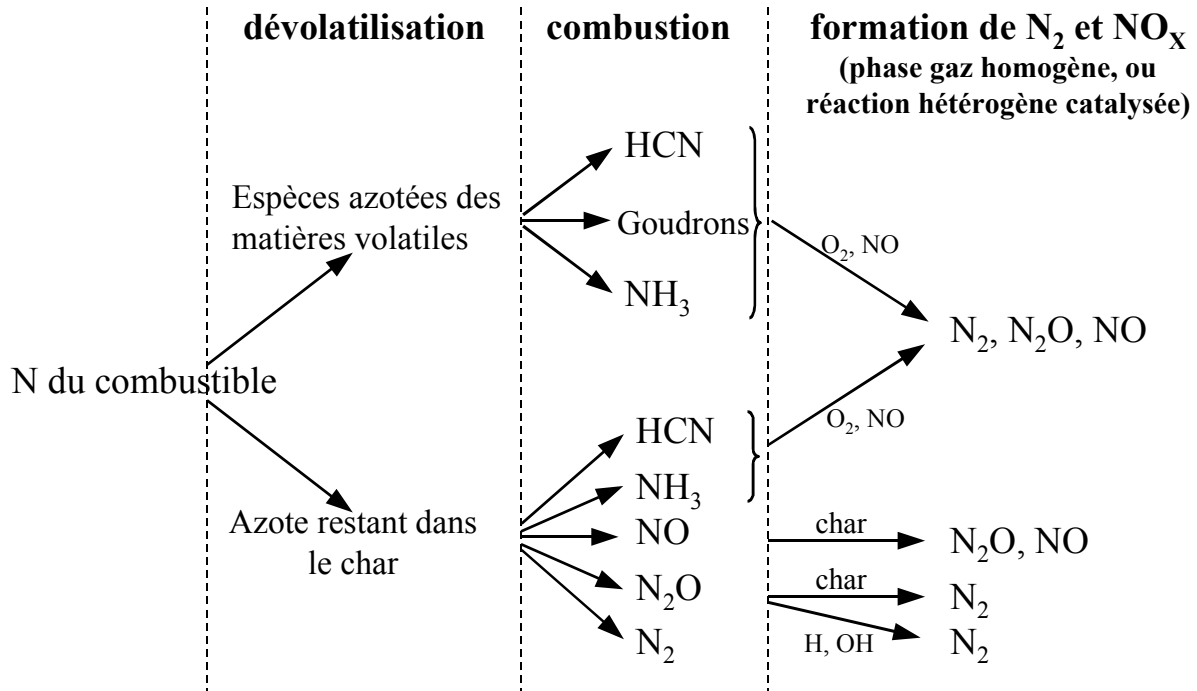 dévolatilisation
combustion
formation de N₂ et NOₓ
(phase gaz homogène, ou
réaction hétérogène catalysée)
HCN
Espèces azotées des
matières volatiles
Goudrons
O₂, NO
NH₃
N₂, N₂O, NO
N du combustible
O₂, NO
HCN
NH₃
Azote restant dans
le char
NO
char
N₂O, NO
N₂O
char
N₂
N₂
H, OH
N₂